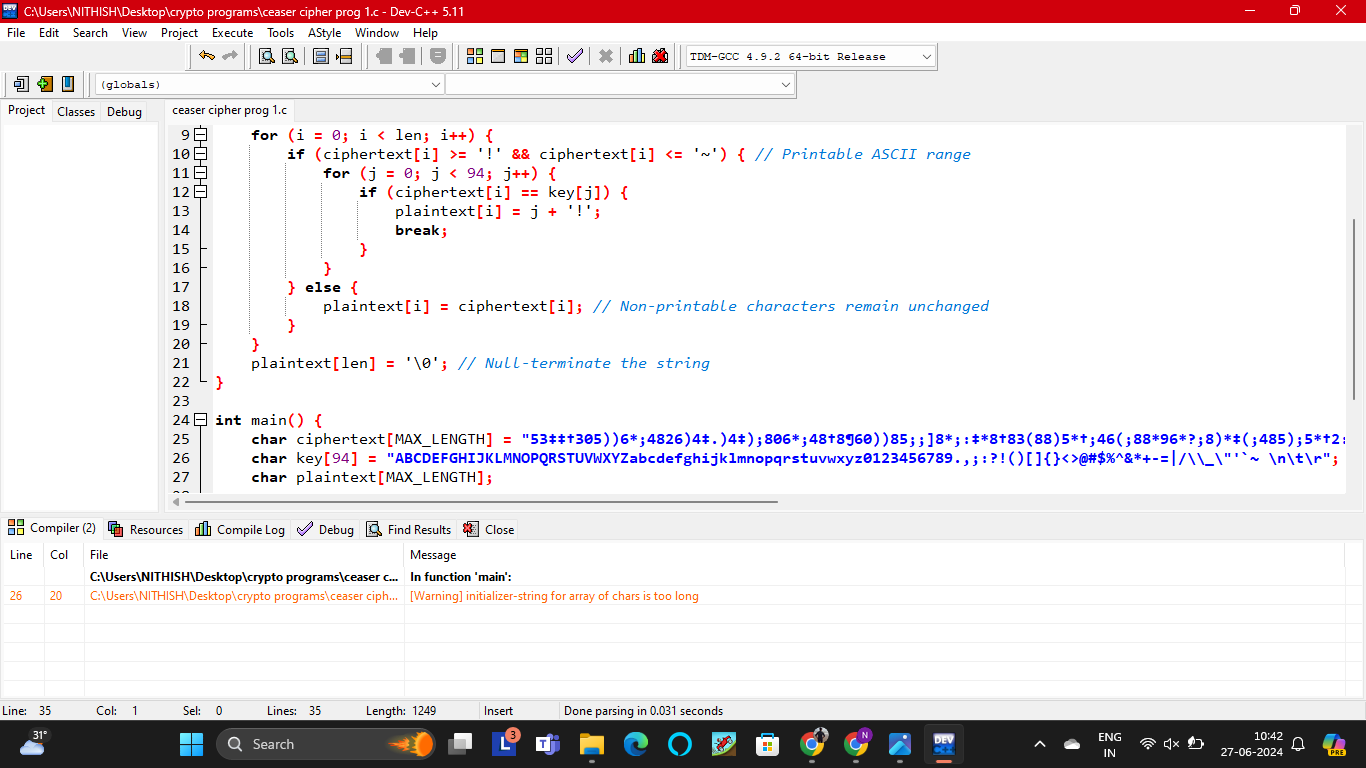 C:\Users\NITHISH\Desktop\crypto programs\ceaser cipher prog 1.c - Dev-C++ 5.11
File Edit Search View Project Execute Tools AStyle Window Help
TDM-GCC 4.9.2 64-bit Release
(globals)
Project Classes Debug ceaser cipher prog 1.c
9 for (i = 0; i < len; i++) {
10 if (ciphertext[i] >= '!' && ciphertext[i] <= '~') { // Printable ASCII range
11 for (j = 0; j < 94; j++) {
12 if (ciphertext[i] == key[j]) {
13 plaintext[i] = j + '!';
14 break;
15 }
16 }
17 } else {
18 plaintext[i] = ciphertext[i]; // Non-printable characters remain unchanged
19 }
20 }
21 plaintext[len] = '\0'; // Null-terminate the string
22 }
23
24 int main() {
25 char ciphertext[MAX_LENGTH] = "53‡‡†305))6*;4826)4‡.)4‡);806*;48†8¶60))85;;]8*;:‡*8†83(88)5*†;46(;88*96*?;8)*‡(;485);5*†2:
26 char key[94] = "ABCDEFGHIJKLMNOPQRSTUVWXYZabcdefghijklmnopqrstuvwxyz0123456789.,;:?!()[]{}<>@#$%^&*+-=|/\\_\"'`~ \n\t\r";
27 char plaintext[MAX_LENGTH];
Compiler (2) Resources Compile Log Debug Find Results Close
Line Col File Message
C:\Users\NITHISH\Desktop\crypto programs\ceaser c... In function 'main':
26 20 C:\Users\NITHISH\Desktop\crypto programs\ceaser ciph... [Warning] initializer-string for array of chars is too long
Line: 35 Col: 1 Sel: 0 Lines: 35 Length: 1249 Insert Done parsing in 0.031 seconds
31° Search 3 N ENG 10:42
IN 27-06-2024 PRE